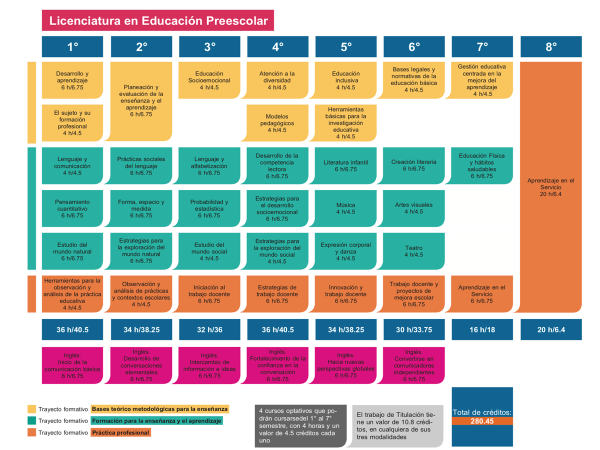 Licenciatura en Educación Preescolar
1° 2° 3° 4° 5° 6° 7° 8°
Desarrollo y
aprendizaje
6 h/6.75
Planeación y
evaluación de la
enseñanza y el
aprendizaje
6 h/6.75
Educación
Socioemocional
4 h/4.5
Atención a la
diversidad
4 h/4.5
Educación
inclusiva
4 h/4.5
Bases legales y
normativas de la
educación básica
4 h/4.5
Gestión educativa
centrada en la
mejora del
aprendizaje
4 h/4.5
Aprendizaje en el
Servicio
20 h/6.4
El sujeto y su
formación
profesional
4 h/4.5
Modelos
pedagógicos
4 h/4.5
Herramientas
básicas para la
investigación
educativa
4 h/4.5
Lenguaje y
comunicación
4 h/4.5
Prácticas sociales
del lenguaje
6 h/6.75
Lenguaje y
alfabetización
6 h/6.75
Desarrollo de la
competencia
lectora
6 h/6.75
Literatura infantil
6 h/6.75
Creación literaria
6 h/6.75
Educación Física
y hábitos
saludables
6 h/6.75
Pensamiento
cuantitativo
6 h/6.75
Forma, espacio y
medida
6 h/6.75
Probabilidad y
estadística
6 h/6.75
Estrategias para
el desarrollo
socioemocional
6 h/6.75
Música
4 h/4.5
Artes visuales
4 h/4.5
Estudio del
mundo natural
6 h/6.75
Estrategias para
la exploración del
mundo natural
6 h/6.75
Estudio del
mundo social
4 h/4.5
Estrategias para
la exploración del
mundo social
4 h/4.5
Expresión corporal
y danza
4 h/4.5
Teatro
4 h/4.5
Herramientas para la
observación y
análisis de la práctica
educativa
4 h/4.5
Observación y
análisis de prácticas
y contextos escolares
4 h/4.5
Iniciación al
trabajo docente
6 h/6.75
Estrategias de
trabajo docente
6 h/6.75
Innovación y
trabajo docente
6 h/6.75
Trabajo docente y
proyectos de
mejora escolar
6 h/6.75
Aprendizaje en el
Servicio
6 h/6.75
36 h/40.5 34 h/38.25 32 h/36 36 h/40.5 34 h/38.25 30 h/33.75 16 h/18 20 h/6.4
Inglés.
Inicio de la
comunicación básica
6 h/6.75
Inglés.
Desarrollo de
conversaciones
elementales
6 h/6.75
Inglés.
Intercambio de
información e ideas
6 h/6.75
Inglés.
Fortalecimiento de la
confianza en la
conversación
6 h/6.75
Inglés.
Hacia nuevas
perspectivas globales
6 h/6.75
Inglés.
Convertirse en
comunicadores
independientes
6 h/6.75
Trayecto formativo Bases teórico metodológicas para la enseñanza
Trayecto formativo Formación para la enseñanza y el aprendizaje
Trayecto formativo Práctica profesional
4 cursos optativos que po-
drán cursarsedel 1° al 7°
semestre, con 4 horas y un
valor de 4.5 créditos cada
uno
El trabajo de Titulación tie-
ne un valor de 10.8 crédi-
tos, en cualquiera de sus
tres modalidades
Total de créditos:
280.45